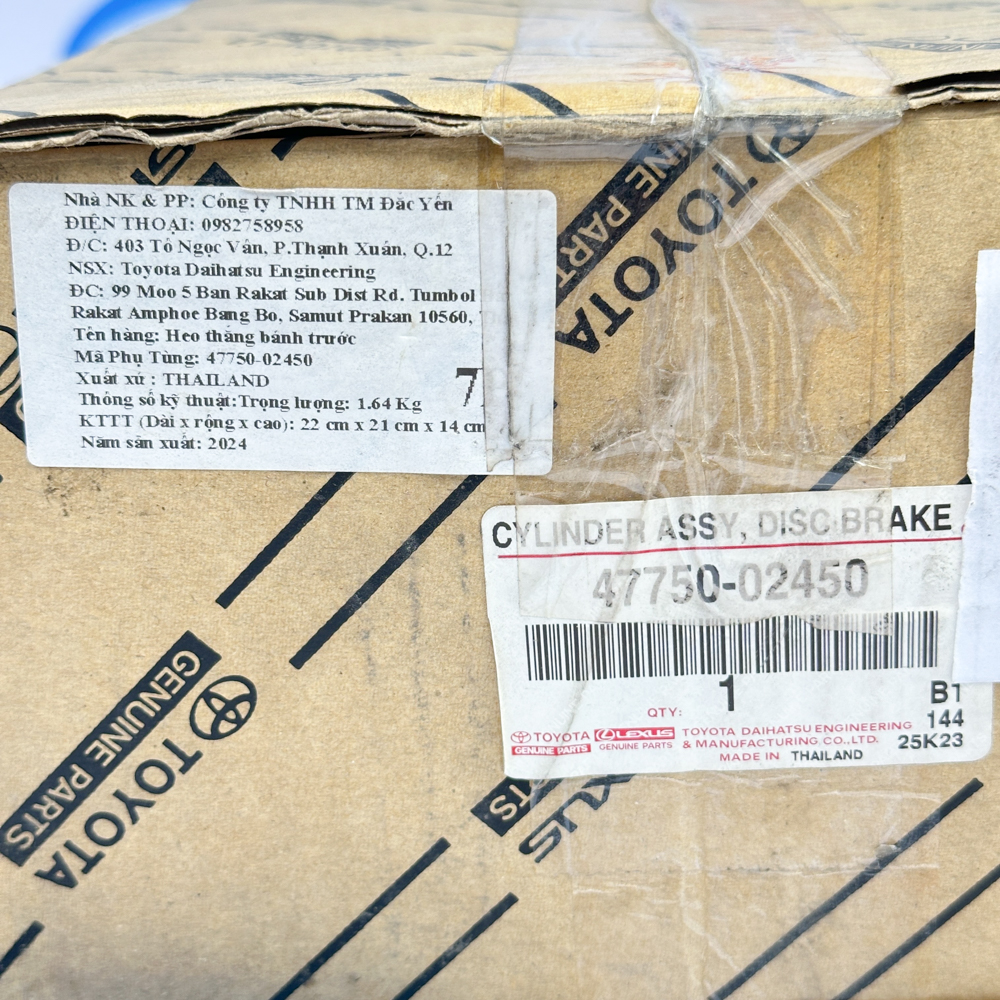 Nhà NK & PP: Công ty TNHH TM Đắc Yến
ĐIỆN THOẠI: 0982758958
Đ/C: 403 Tô Ngọc Vân, P.Thạnh Xuân, Q.12
NSX: Toyota Daihatsu Engineering
ĐC: 99 Moo 5 Ban Rakat Sub Dist Rd. Tumbol
Rakat Amphoe Bang Bo, Samut Prakan 10560,
Tên hàng: Heo thắng bánh trước
Mã Phụ Tùng: 47750-02450
Xuất xứ : THAILAND
Thông số kỹ thuật:Trọng lượng: 1.64 Kg
KTTT (Dài x rộng x cao): 22 cm x 21 cm x 14 cm
Năm sản xuất: 2024
TOYOTA
GENUINE PARTS
CYLINDER ASSY, DISC BRAKE
47750-02450
QTY: 1
B1
144
25K23
TOYOTA
GENUINE PARTS
LEXUS
GENUINE PARTS
TOYOTA DAIHATSU ENGINEERING
& MANUFACTURING CO.,LTD.
MADE IN THAILAND
TOYOTA
GENUINE PARTS